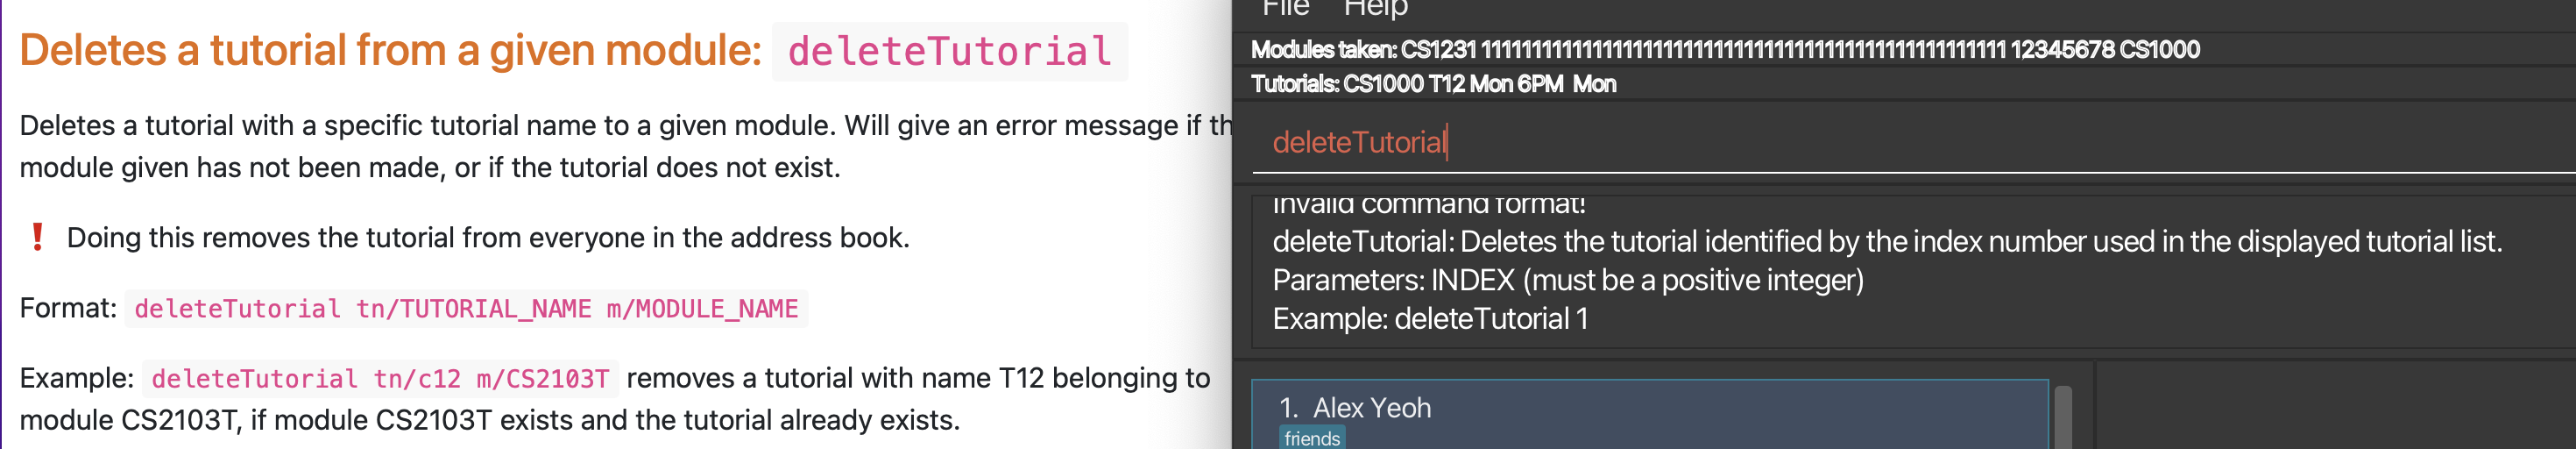 Deletes a tutorial from a given module: deleteTutorial
Deletes a tutorial with a specific tutorial name to a given module. Will give an error message if th
module given has not been made, or if the tutorial does not exist.
❗ Doing this removes the tutorial from everyone in the address book.
Format: deleteTutorial tn/TUTORIAL_NAME m/MODULE_NAME
Example: deleteTutorial tn/c12 m/CS2103T removes a tutorial with name T12 belonging to
module CS2103T, if module CS2103T exists and the tutorial already exists.
File Help
Modules taken: CS1231 1111111111111111111111111111111111111111111111111111 12345678 CS1000
Tutorials: CS1000 T12 Mon 6PM Mon
deleteTutorial
Invalid command format!
deleteTutorial: Deletes the tutorial identified by the index number used in the displayed tutorial list.
Parameters: INDEX (must be a positive integer)
Example: deleteTutorial 1
1. Alex Yeoh
friends